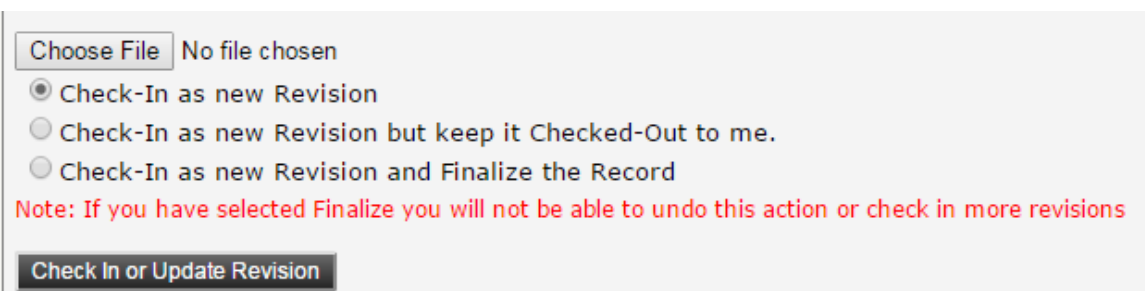 Choose File No file chosen
Check-In as new Revision
Check-In as new Revision but keep it Checked-Out to me.
Check-In as new Revision and Finalize the Record
Note: If you have selected Finalize you will not be able to undo this action or check in more revisions
Check In or Update Revision